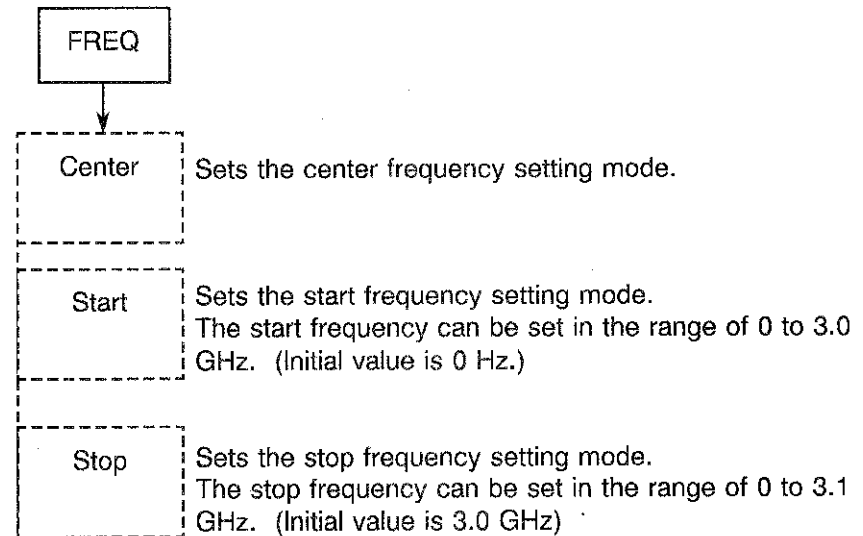 FREQ
Center
Sets the center frequency setting mode.
Start
Sets the start frequency setting mode.
The start frequency can be set in the range of 0 to 3.0
GHz. (Initial value is 0 Hz.)
Stop
Sets the stop frequency setting mode.
The stop frequency can be set in the range of 0 to 3.1
GHz. (Initial value is 3.0 GHz)